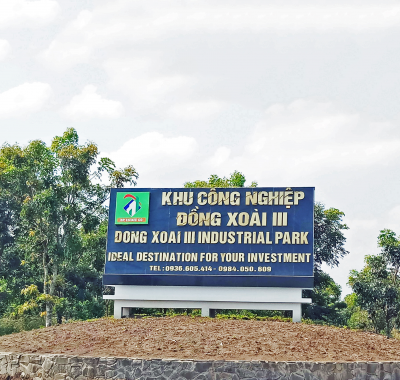 KHU CÔNG NGHIỆP
ĐỒNG XOÀI III
DONG XOAI III INDUSTRIAL PARK
IDEAL DESTINATION FOR YOUR INVESTMENT
TEL: 0936.605.414 - 0984.050.609